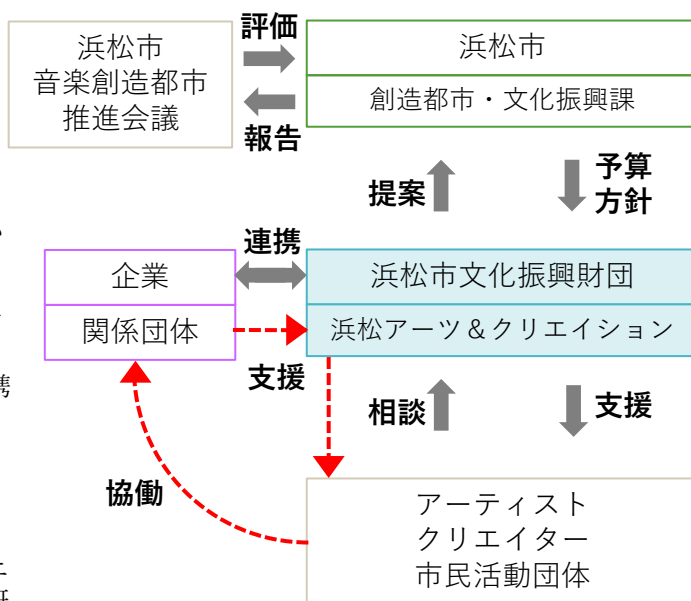 浜松市
音楽創造都市
推進会議
評価
報告
浜松市
創造都市・文化振興課
提案
予算
方針
企業
関係団体
連携
浜松市文化振興財団
浜松アーツ＆クリエイション
支援
相談
支援
協働
アーティスト
クリエイター
市民活動団体
携